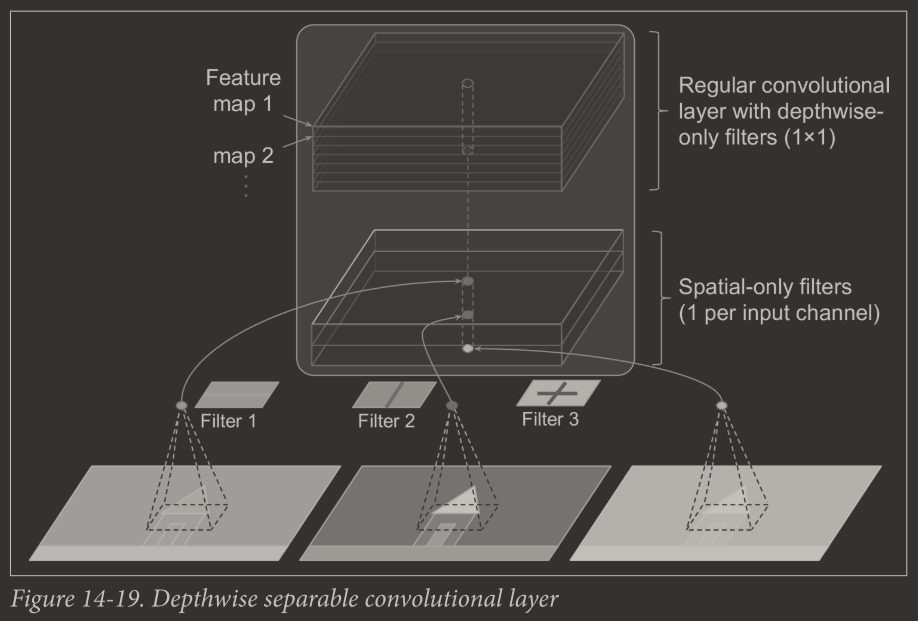 Feature
map 1
map 2
Regular convolutional
layer with depthwise-
only filters (1×1)
Spatial-only filters
(1 per input channel)
Filter 1
Filter 2
Filter 3
Figure 14-19. Depthwise separable convolutional layer